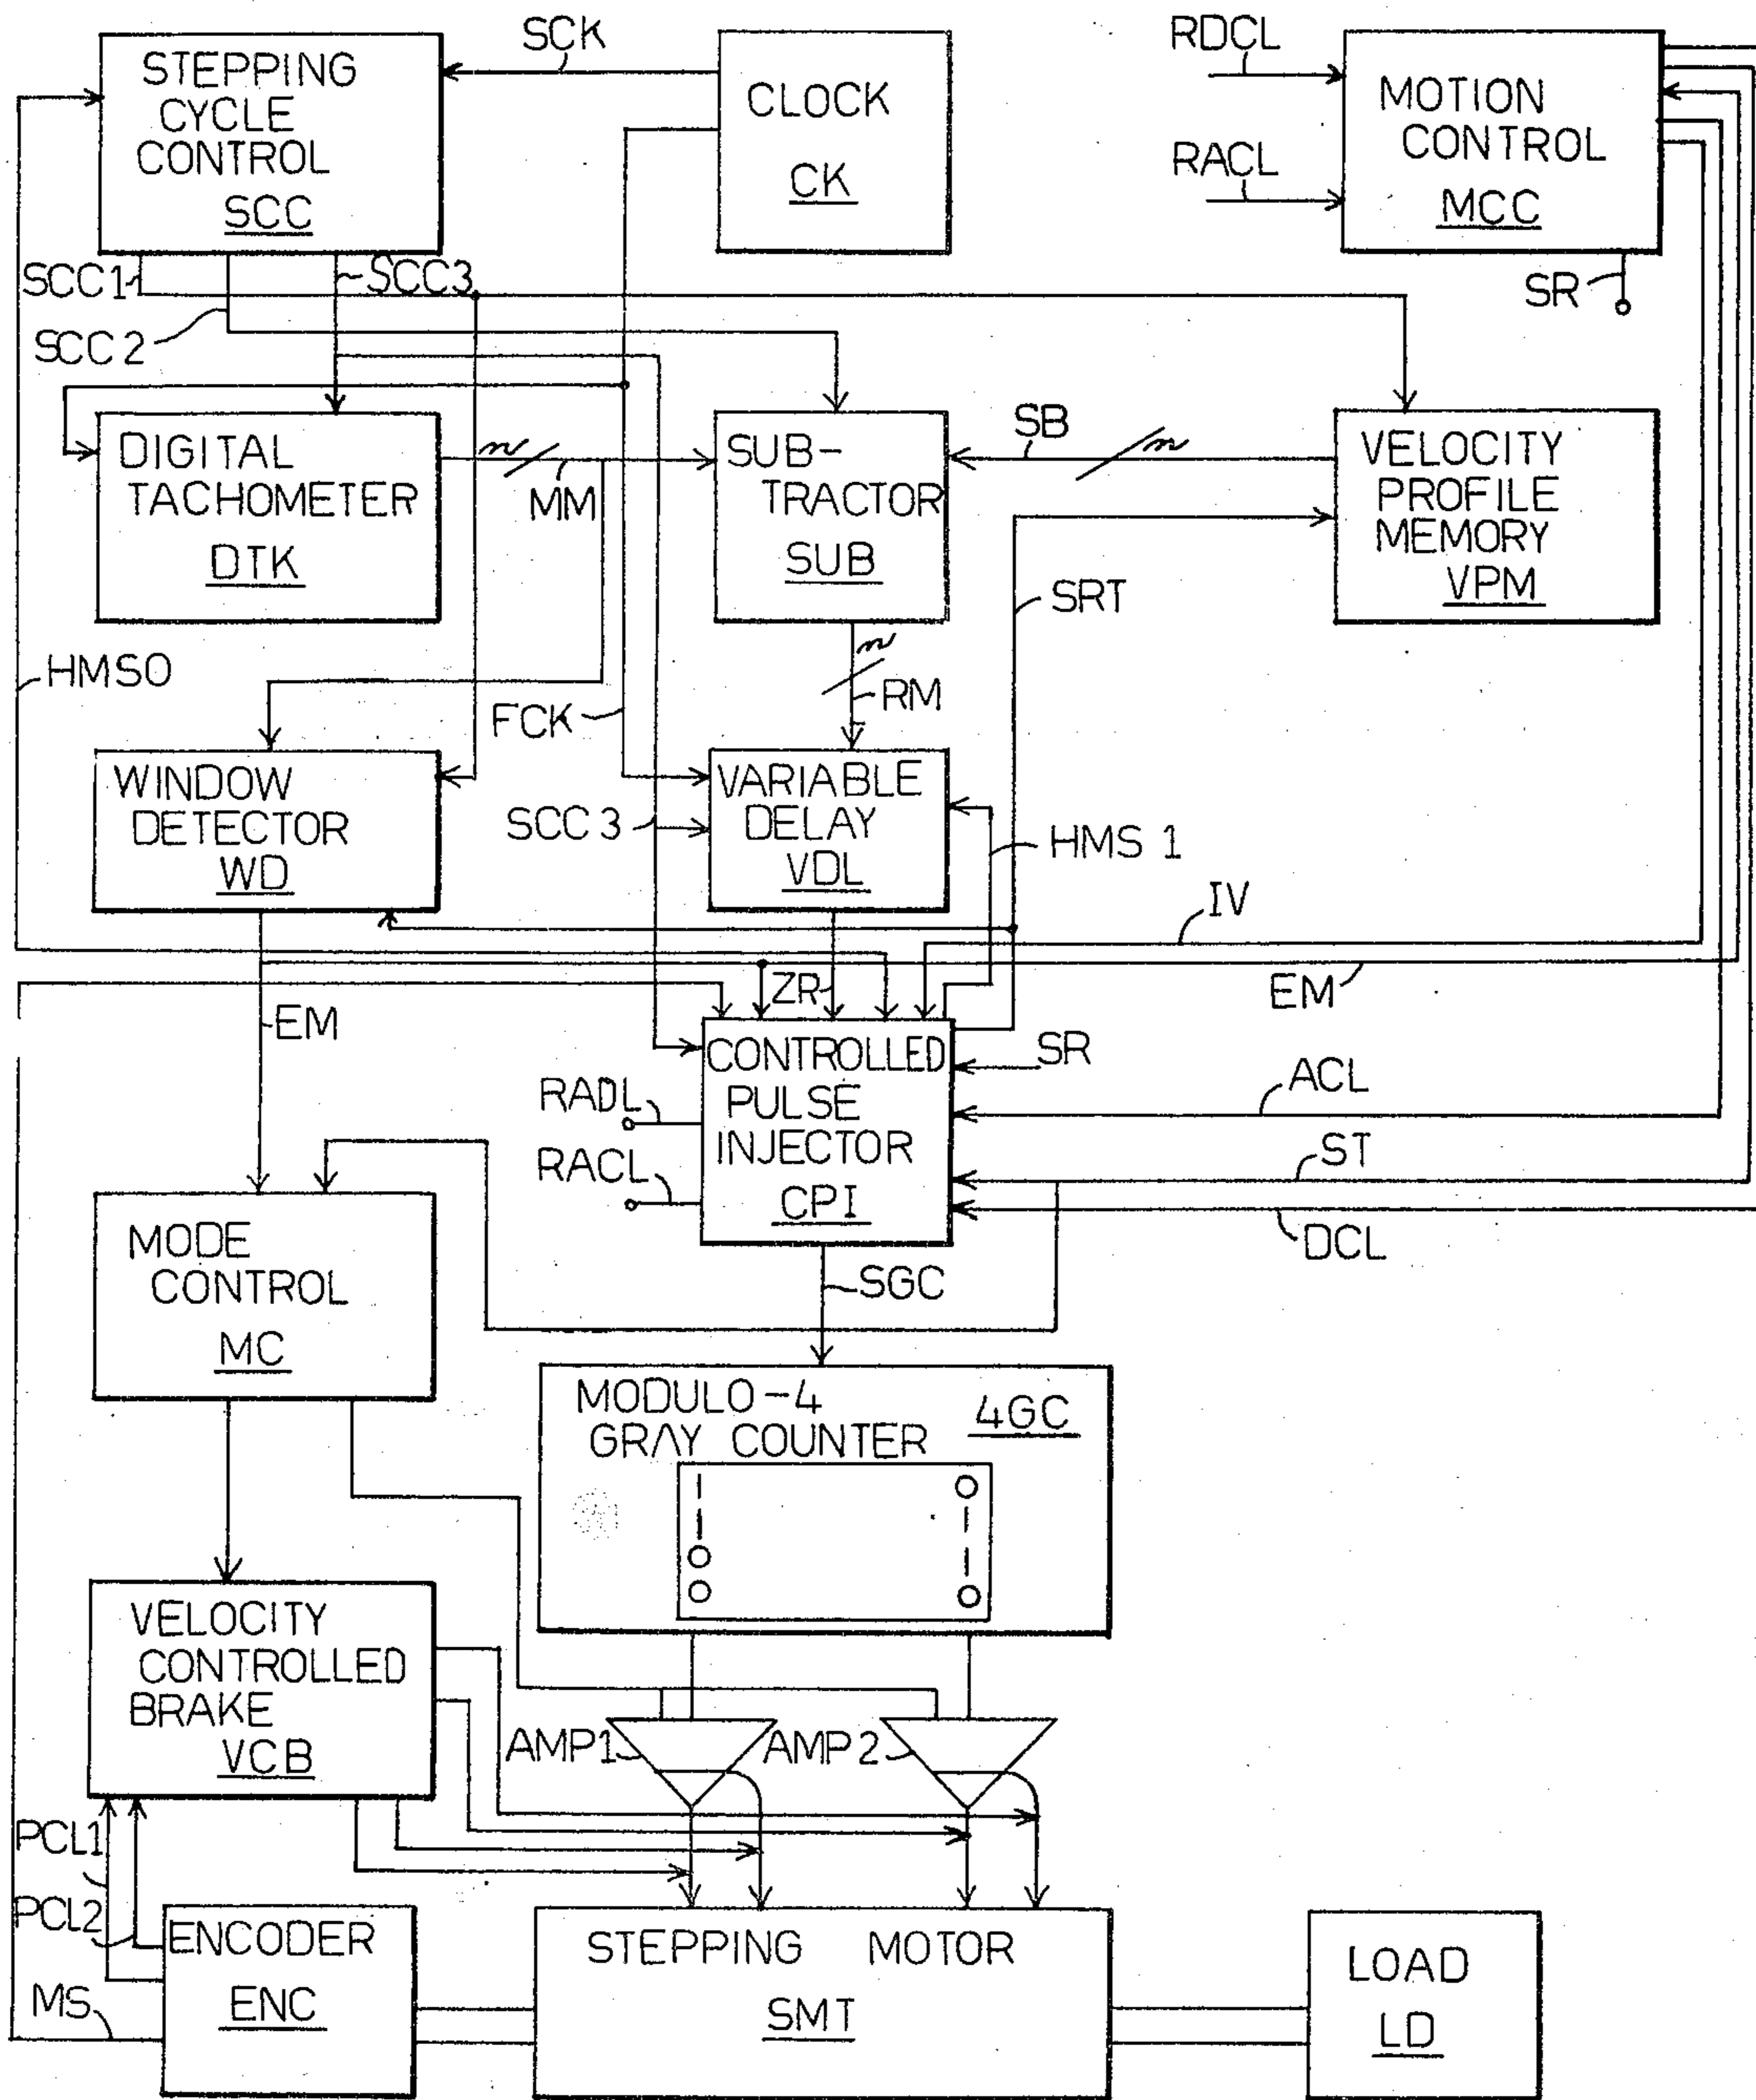 SCK
RDCL
STEPPING
CYCLE
CONTROL
SCC
CLOCK
CK
MOTION
CONTROL
MCC
RACL
SCC1
SCC3
SCC2
SR
DIGITAL
TACHOMETER
DTK
n
MM
SUB-
TRACTOR
SUB
SB
n
VELOCITY
PROFILE
MEMORY
VPM
SRT
HMSO
n
RM
FCK
WINDOW
DETECTOR
WD
SCC3
VARIABLE
DELAY
VDL
HMS 1
IV
ZR
EM
EM
CONTROLLED
PULSE
INJECTOR
CPI
SR
RADL
ACL
RACL
ST
DCL
MODE
CONTROL
MC
SGC
MODULO-4
GRAY COUNTER
4GC
| O
| |
O |
O O
VELOCITY
CONTROLLED
BRAKE
VCB
AMP1
AMP2
PCL1
PCL2
ENCODER
ENC
MS
STEPPING MOTOR
SMT
LOAD
LD